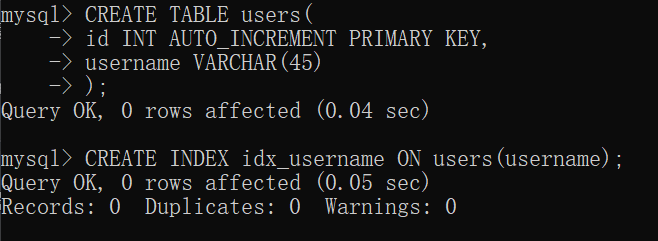 mysql> CREATE TABLE users(
    -> id INT AUTO_INCREMENT PRIMARY KEY,
    -> username VARCHAR(45)
    -> );
Query OK, 0 rows affected (0.04 sec)
mysql> CREATE INDEX idx_username ON users(username);
Query OK, 0 rows affected (0.05 sec)
Records: 0  Duplicates: 0  Warnings: 0